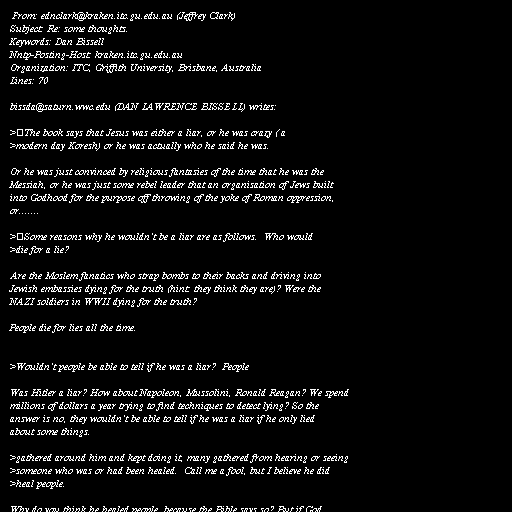 From: ednclark@kraken.itc.gu.edu.au (Jeffrey Clark)
Subject: Re: some thoughts.
Keywords: Dan Bissell
Nntp-Posting-Host: kraken.itc.gu.edu.au
Organization: ITC, Griffith University, Brisbane, Australia
Lines: 70

bissda@saturn.wwc.edu (DAN LAWRENCE BISSELL) writes:

>□The book says that Jesus was either a liar, or he was crazy ( a
>modern day Koresh) or he was actually who he said he was.

Or he was just convinced by religious fantasies of the time that he was the
Messiah, or he was just some rebel leader that an organisation of Jews built
into Godhood for the purpose off throwing of the yoke of Roman oppression,
or.......

>□Some reasons why he wouldn't be a liar are as follows.  Who would
>die for a lie?

Are the Moslem fanatics who strap bombs to their backs and driving into
Jewish embassies dying for the truth (hint: they think they are)? Were the
NAZI soldiers in WWII dying for the truth?

People die for lies all the time.


>Wouldn't people be able to tell if he was a liar?  People

Was Hitler a liar? How about Napoleon, Mussolini, Ronald Reagan? We spend
millions of dollars a year trying to find techniques to detect lying? So the
answer is no, they wouldn't be able to tell if he was a liar if he only lied
about some things.

>gathered around him and kept doing it, many gathered from hearing or seeing
>someone who was or had been healed.  Call me a fool, but I believe he did
>heal people.

Why do you think he healed people, because the Bible says so? But if God